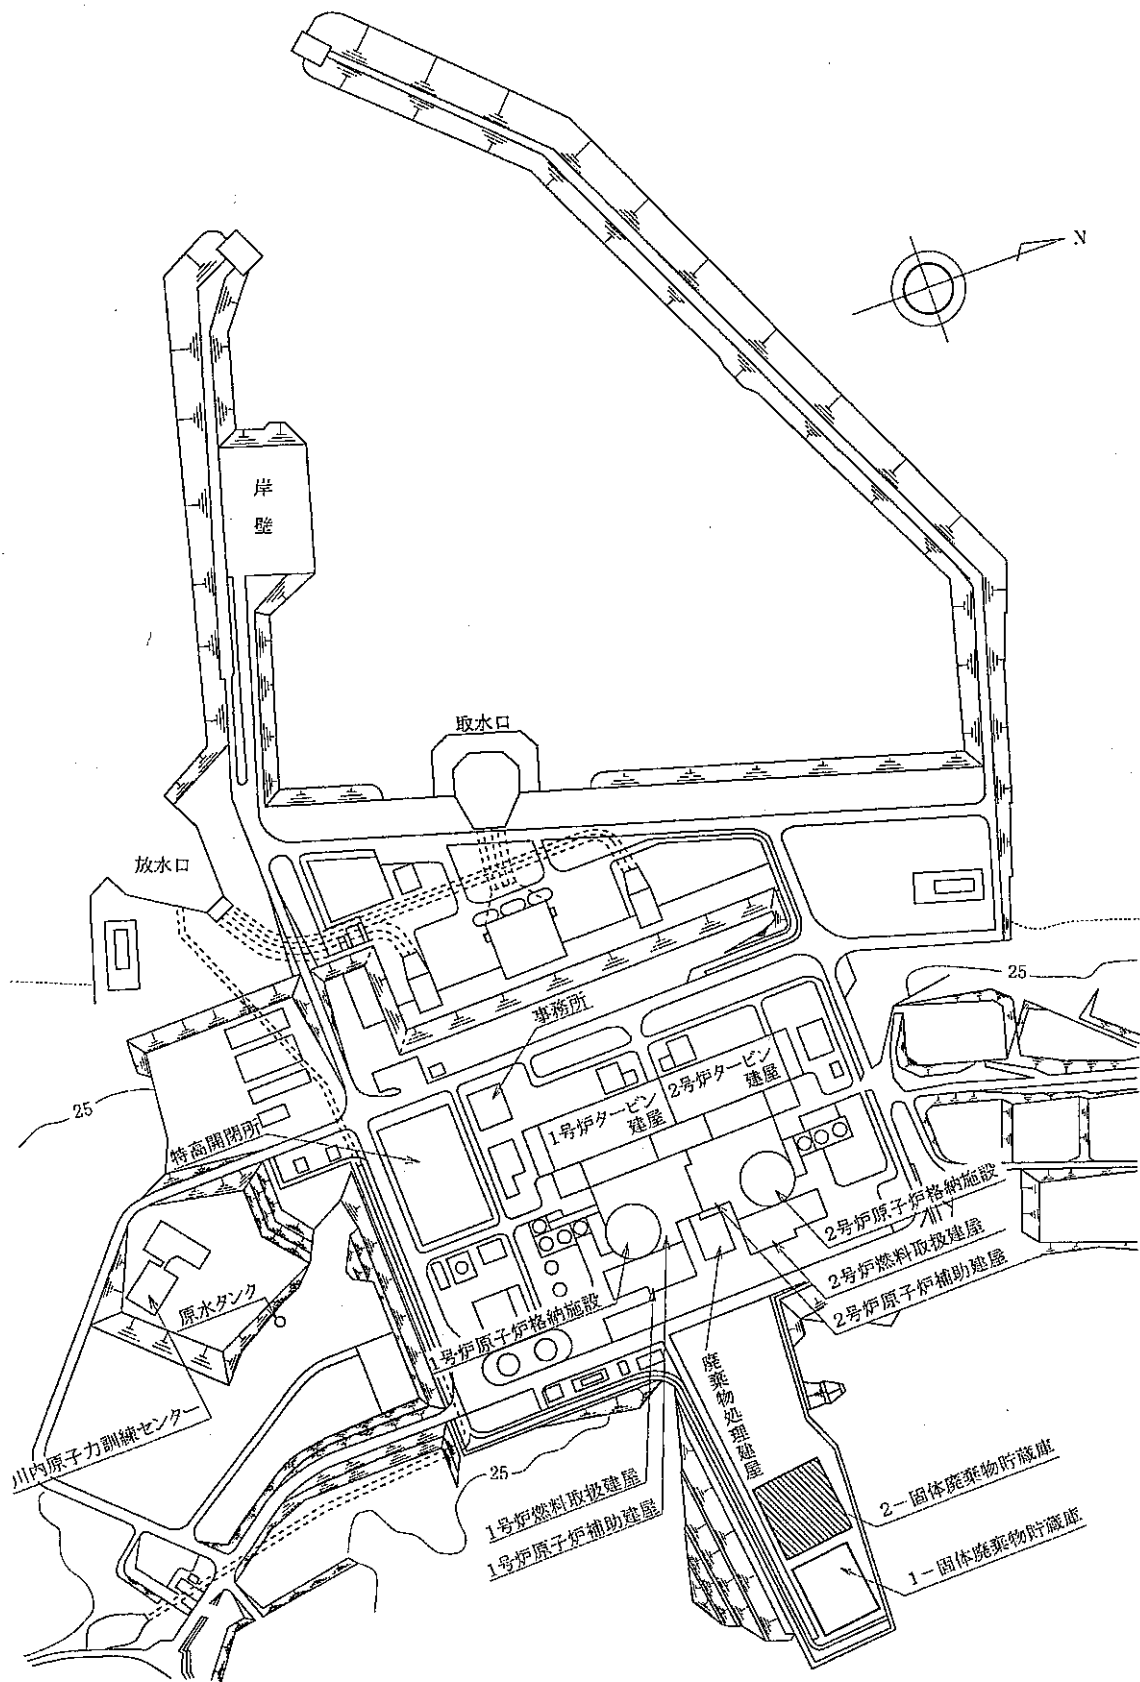 N
岸壁
取水口
放水口
25
事務所
2号炉タービン建屋
1号炉タービン建屋
25
特高開閉所
2号炉原子炉格納施設
2号炉燃料取扱建屋
2号炉原子炉補助建屋
原水タンク
1号炉原子炉格納施設
廃棄物処理建屋
川内原子力訓練センター
25
1号炉燃料取扱建屋
1号炉原子炉補助建屋
2-固体廃棄物貯蔵庫
1-固体廃棄物貯蔵庫